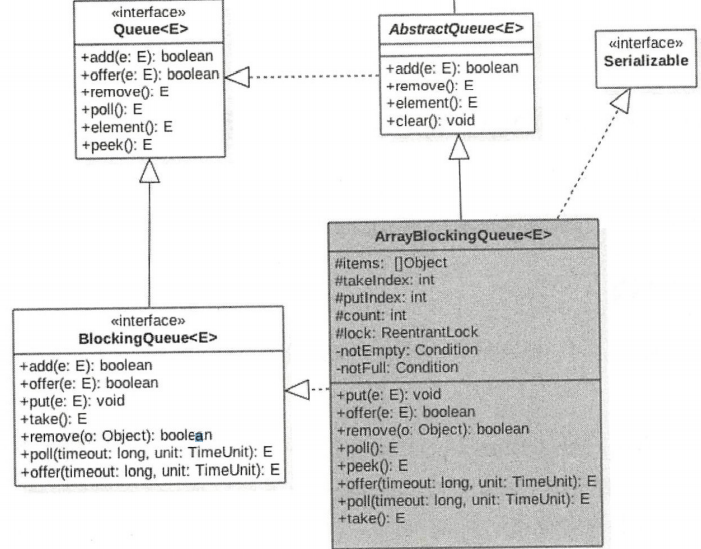 «interface»
Queue<E>
+add(e: E): boolean
+offer(e: E): boolean
+remove(): E
+poll(): E
+element(): E
+peek(): E
AbstractQueue<E>
+add(e: E): boolean
+remove(): E
+element(): E
+clear(): void
«interface»
Serializable
«interface»
BlockingQueue<E>
+add(e: E): boolean
+offer(e: E): boolean
+put(e: E): void
+take(): E
+remove(o: Object): boolean
+poll(timeout: long, unit: TimeUnit): E
+offer(timeout: long, unit: TimeUnit): E
ArrayBlockingQueue<E>
#items: []Object
#takeIndex: int
#putIndex: int
#count: int
#lock: ReentrantLock
-notEmpty: Condition
-notFull: Condition
+put(e: E): void
+offer(e: E): boolean
+remove(o: Object): boolean
+poll(): E
+peek(): E
+offer(timeout: long, unit: TimeUnit): E
+poll(timeout: long, unit: TimeUnit): E
+take(): E